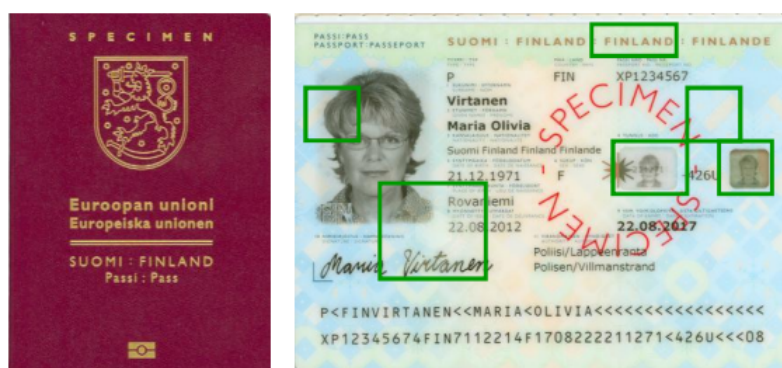 SPECIMEN
Euroopan unioni
Europeiska unionen
SUOMI : FINLAND
Passi : Pass
PASSI:PASS
PASSPORT:PASSEPORT
SUOMI : FINLAND : FINLAND : FINLANDE
P FIN XP1234567
Virtanen
Maria Olivia
Suomi Finland Finland Finlande
21.12.1971 F -426U
Rovaniemi
22.08.2012 22.08.2017
Poliisi/Lappeenranta
Polisen/Villmanstrand
Maria Virtanen
- SPECIMEN - SPECIMEN
P<FINVIRTANEN<<MARIA<OLIVIA<<<<<<<<<<<<<<<<<
XP12345674FIN7112214F1708222211271<426U<<<08